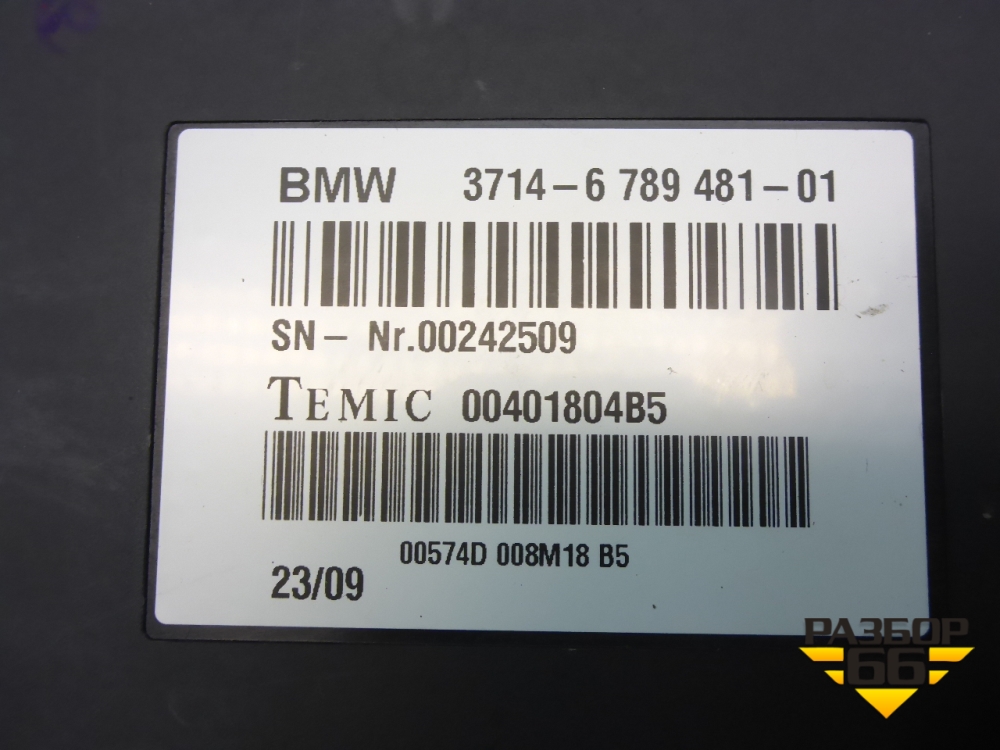 BMW 3714-6 789 481-01
SN- Nr.00242509
TEMIC 00401804B5
00574D 008M18 B5
23/09
РАЗБОР
66